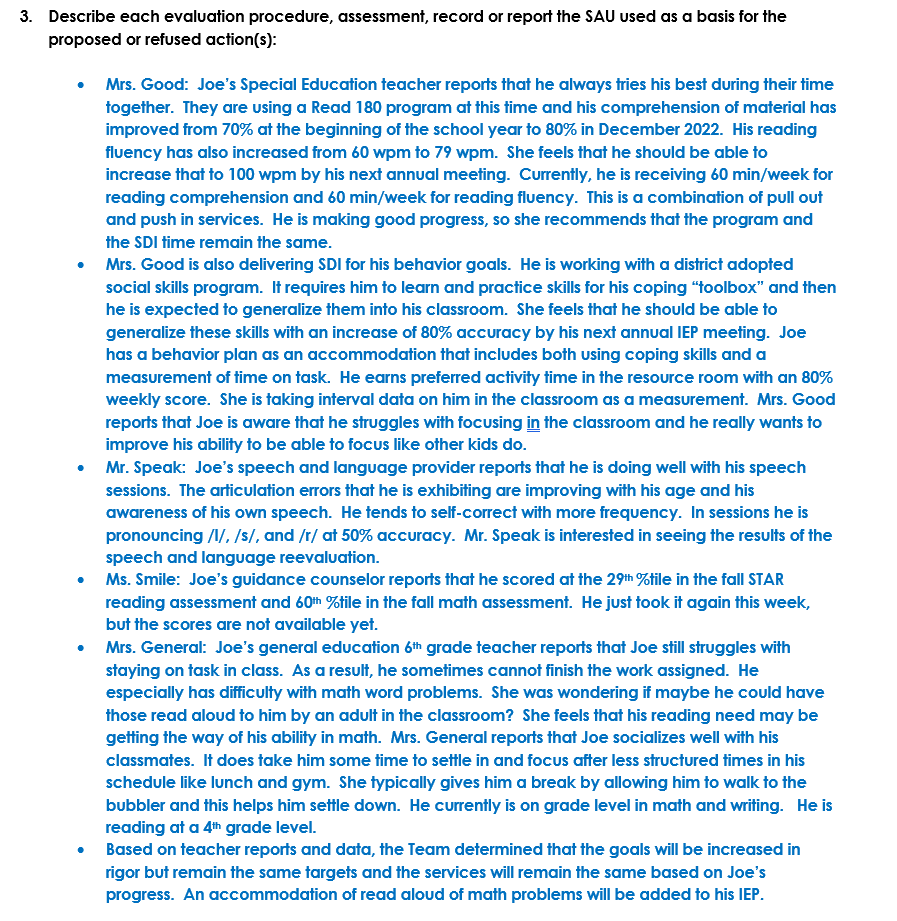 3. Describe each evaluation procedure, assessment, record or report the SAU used as a basis for the
proposed or refused action(s):
• Mrs. Good: Joe's Special Education teacher reports that he always tries his best during their time
together. They are using a Read 180 program at this time and his comprehension of material has
improved from 70% at the beginning of the school year to 80% in December 2022. His reading
fluency has also increased from 60 wpm to 79 wpm. She feels that he should be able to
increase that to 100 wpm by his next annual meeting. Currently, he is receiving 60 min/week for
reading comprehension and 60 min/week for reading fluency. This is a combination of pull out
and push in services. He is making good progress, so she recommends that the program and
the SDI time remain the same.
• Mrs. Good is also delivering SDI for his behavior goals. He is working with a district adopted
social skills program. It requires him to learn and practice skills for his coping "toolbox" and then
he is expected to generalize them into his classroom. She feels that he should be able to
generalize these skills with an increase of 80% accuracy by his next annual IEP meeting. Joe
has a behavior plan as an accommodation that includes both using coping skills and a
measurement of time on task. He earns preferred activity time in the resource room with an 80%
weekly score. She is taking interval data on him in the classroom as a measurement. Mrs. Good
reports that Joe is aware that he struggles with focusing in the classroom and he really wants to
improve his ability to be able to focus like other kids do.
• Mr. Speak: Joe's speech and language provider reports that he is doing well with his speech
sessions. The articulation errors that he is exhibiting are improving with his age and his
awareness of his own speech. He tends to self-correct with more frequency. In sessions he is
pronouncing /l/, /s/, and /r/ at 50% accuracy. Mr. Speak is interested in seeing the results of the
speech and language reevaluation.
• Ms. Smile: Joe's guidance counselor reports that he scored at the 29th %tile in the fall STAR
reading assessment and 60th %tile in the fall math assessment. He just took it again this week,
but the scores are not available yet.
• Mrs. General: Joe's general education 6th grade teacher reports that Joe still struggles with
staying on task in class. As a result, he sometimes cannot finish the work assigned. He
especially has difficulty with math word problems. She was wondering if maybe he could have
those read aloud to him by an adult in the classroom? She feels that his reading need may be
getting the way of his ability in math. Mrs. General reports that Joe socializes well with his
classmates. It does take him some time to settle in and focus after less structured times in his
schedule like lunch and gym. She typically gives him a break by allowing him to walk to the
bubbler and this helps him settle down. He currently is on grade level in math and writing. He is
reading at a 4th grade level.
• Based on teacher reports and data, the Team determined that the goals will be increased in
rigor but remain the same targets and the services will remain the same based on Joe's
progress. An accommodation of read aloud of math problems will be added to his IEP.